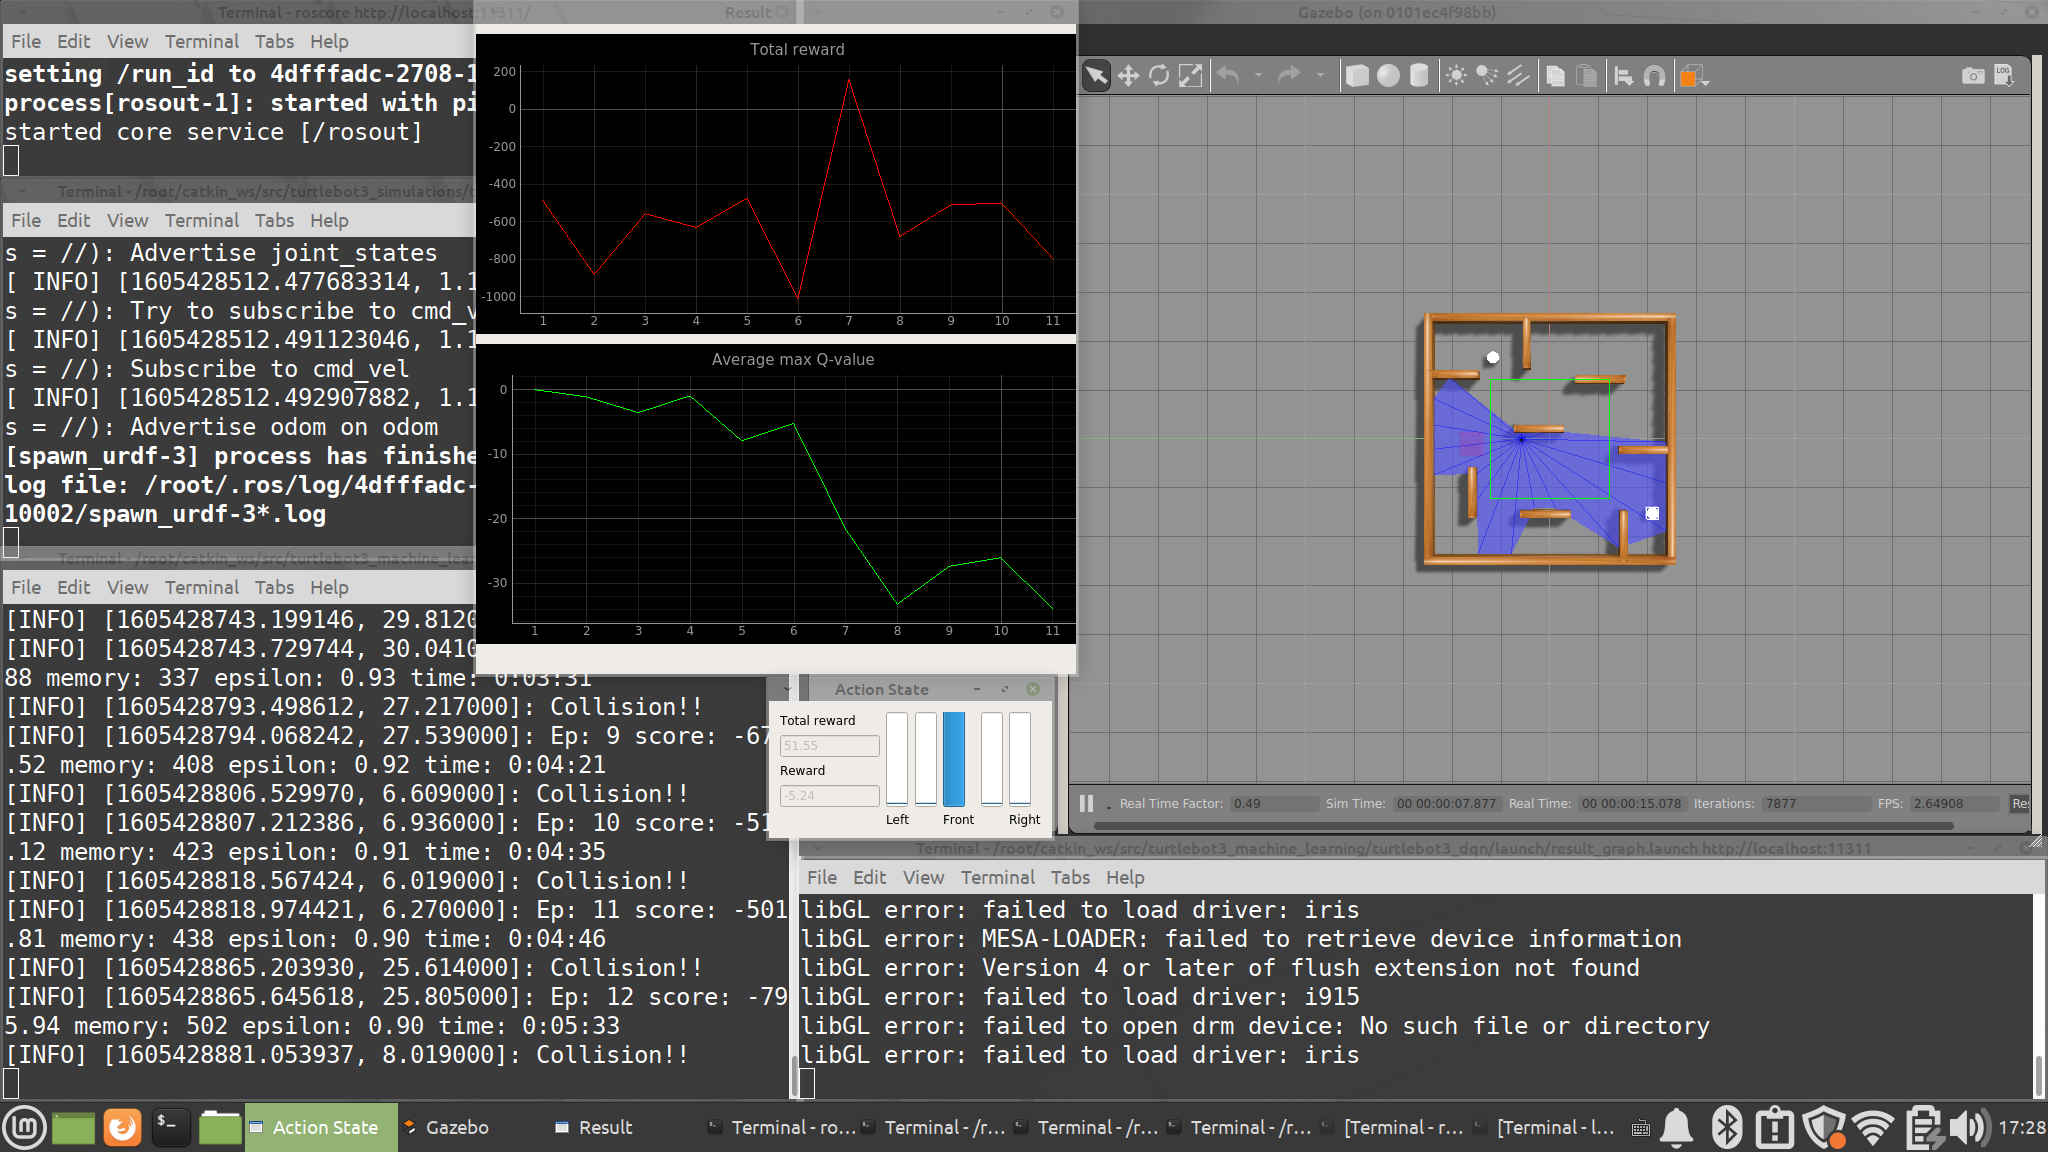 Terminal - roscore http://localhost:11311/
File Edit View Terminal Tabs Help
setting /run_id to 4dfffadc-2708-1
process[rosout-1]: started with pi
started core service [/rosout]
Terminal - /root/catkin_ws/src/turtlebot3_simulations/t
File Edit View Terminal Tabs Help
s = //): Advertise joint_states
[ INFO] [1605428512.477683314, 1.1
s = //): Try to subscribe to cmd_v
[ INFO] [1605428512.491123046, 1.1
s = //): Subscribe to cmd_vel
[ INFO] [1605428512.492907882, 1.1
s = //): Advertise odom on odom
[spawn_urdf-3] process has finishe
log file: /root/.ros/log/4dfffadc-
10002/spawn_urdf-3*.log
Terminal - /root/catkin_ws/src/turtlebot3_machine_lear
File Edit View Terminal Tabs Help
[INFO] [1605428743.199146, 29.8120
[INFO] [1605428743.729744, 30.0410
88 memory: 337 epsilon: 0.93 time: 0:03:31
[INFO] [1605428793.498612, 27.217000]: Collision!!
[INFO] [1605428794.068242, 27.539000]: Ep: 9 score: -67
.52 memory: 408 epsilon: 0.92 time: 0:04:21
[INFO] [1605428806.529970, 6.609000]: Collision!!
[INFO] [1605428807.212386, 6.936000]: Ep: 10 score: -51
.12 memory: 423 epsilon: 0.91 time: 0:04:35
[INFO] [1605428818.567424, 6.019000]: Collision!!
[INFO] [1605428818.974421, 6.270000]: Ep: 11 score: -501
.81 memory: 438 epsilon: 0.90 time: 0:04:46
[INFO] [1605428865.203930, 25.614000]: Collision!!
[INFO] [1605428865.645618, 25.805000]: Ep: 12 score: -79
5.94 memory: 502 epsilon: 0.90 time: 0:05:33
[INFO] [1605428881.053937, 8.019000]: Collision!!
Result
Total reward
200
0
-200
-400
-600
-800
-1000
1 2 3 4 5 6 7 8 9 10 11
Average max Q-value
0
-10
-20
-30
1 2 3 4 5 6 7 8 9 10 11
Action State
Total reward
51.55
Reward
-5.24
Left Front Right
Gazebo (on 0101ec4f98bb)
LOG
Real Time Factor: 0.49 Sim Time: 00 00:00:07.877 Real Time: 00 00:00:15.078 Iterations: 7877 FPS: 2.64908 Res
Terminal - /root/catkin_ws/src/turtlebot3_machine_learning/turtlebot3_dqn/launch/result_graph.launch http://localhost:11311
File Edit View Terminal Tabs Help
libGL error: failed to load driver: iris
libGL error: MESA-LOADER: failed to retrieve device information
libGL error: Version 4 or later of flush extension not found
libGL error: failed to load driver: i915
libGL error: failed to open drm device: No such file or directory
libGL error: failed to load driver: iris
Action State Gazebo Result Terminal - ro... Terminal - /r... Terminal - /r... Terminal - /r... [Terminal - r... [Terminal - l... 17:28